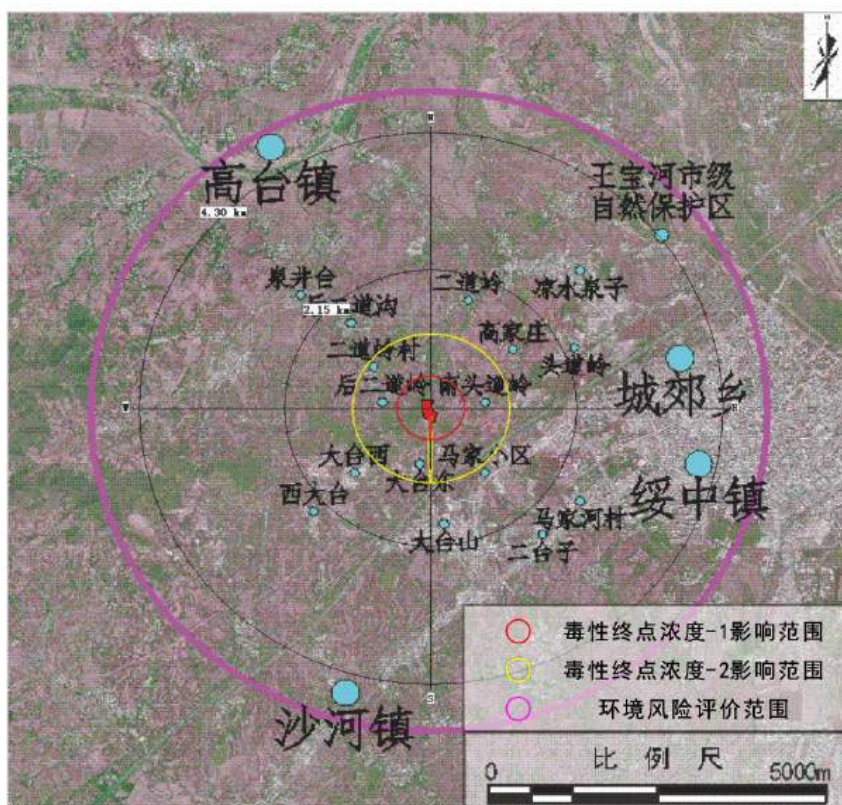 N
N
高台镇
王宝河市级
自然保护区
4.30 km
泉井台
后二道沟
2.15 km
二道岭
凉水泉子
高家庄
头道岭
二道岭村
后二道岭
南头道岭
城郊乡
W
E
大台西
大台东
马家小区
西大台
绥中镇
马家河村
大台山
二台子
S
沙河镇
毒性终点浓度-1影响范围
毒性终点浓度-2影响范围
环境风险评价范围
比例尺
0
5000m